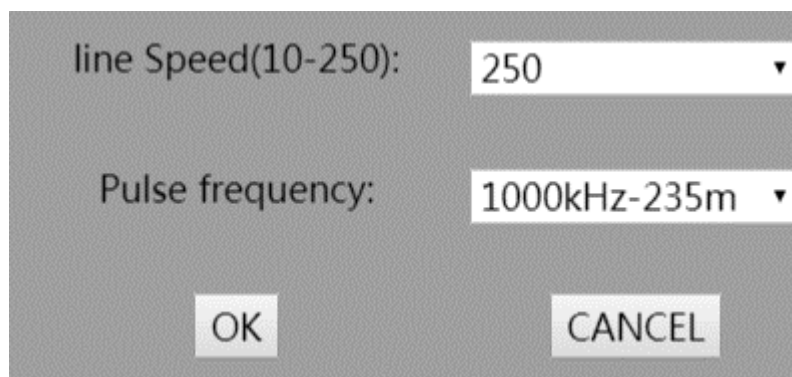 line Speed(10-250): 250
Pulse frequency: 1000kHz-235m
OK CANCEL